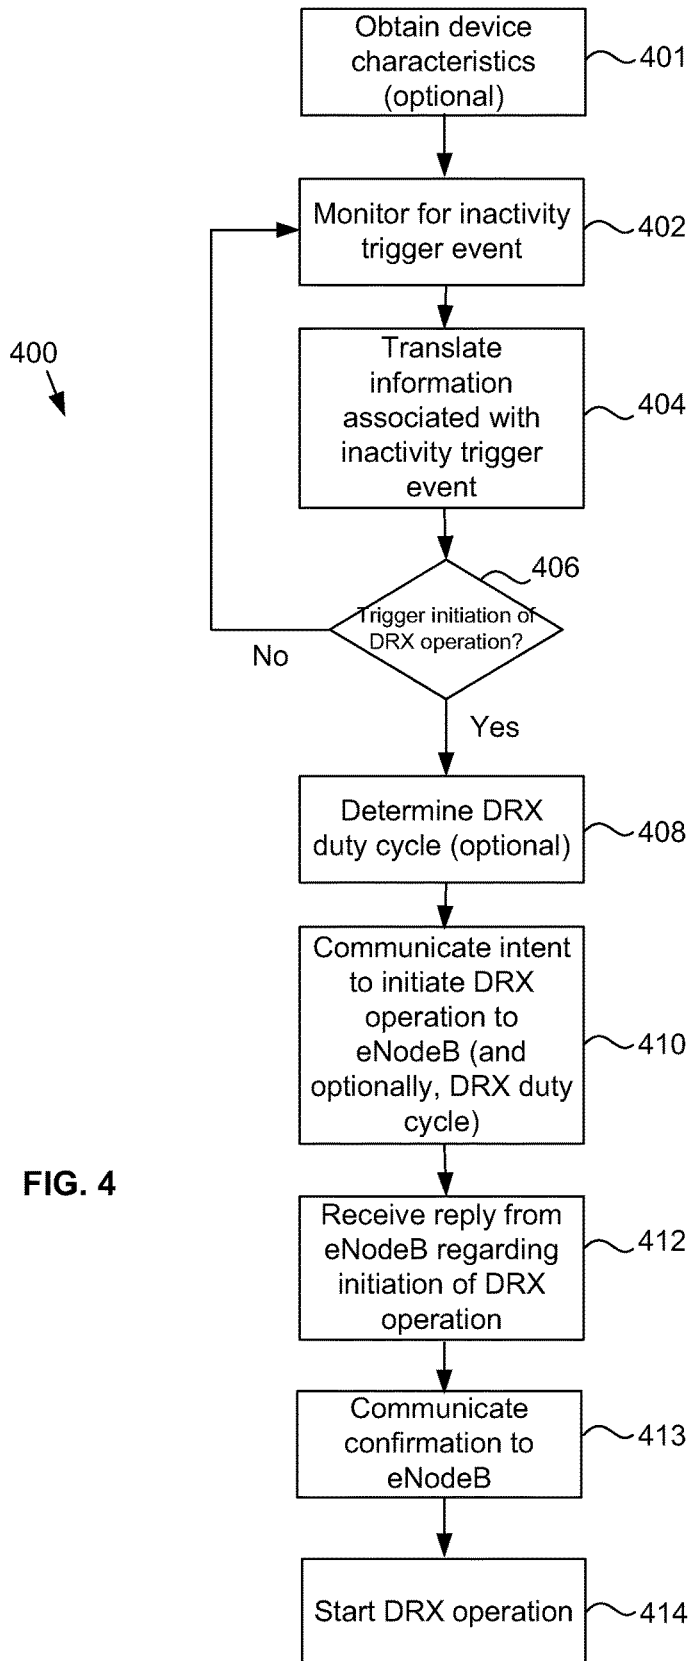 Obtain device
characteristics
(optional)
401
Monitor for inactivity
trigger event
402
400
Translate
information
associated with
inactivity trigger
event
404
406
Trigger initiation of
DRX operation?
No
Yes
Determine DRX
duty cycle (optional)
408
Communicate intent
to initiate DRX
operation to
eNodeB (and
optionally, DRX duty
cycle)
410
FIG. 4
Receive reply from
eNodeB regarding
initiation of DRX
operation
412
Communicate
confirmation to
eNodeB
413
Start DRX operation
414